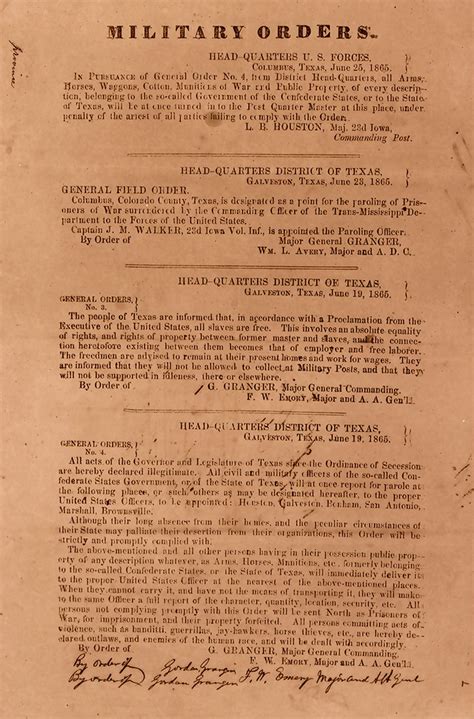 province
MILITARY ORDERS.
HEAD-QUARTERS U. S. FORCES,
COLUMBUS, TEXAS, June 25, 1865.
IN PURSUANCE of General Order No. 4, from District Head-Quarters, all Arms,
Horses, Waggons, Cotton, Munitions of War and Public Property, of every descrip-
tion, belonging to the so-called Government of the Confederate States, or to the State
of Texas, will be at once turned in to the Post Quarter Master at this place, under
penalty of the arrest of all parties failing to comply with the Order.
L. B. HOUSTON, Maj. 23d Iowa,
Commanding Post.
HEAD-QUARTERS DISTRICT OF TEXAS,
GALVESTON, TEXAS, June 23, 1865.
GENERAL FIELD ORDER.
Columbus, Colorado County, Texas, is designated as a point for the paroling of Pris-
oners of War surrendered by the Commanding Officer of the Trans-Mississippi De-
partment to the Forces of the United States.
Captain J. M. WALKER, 23d Iowa Vol. Inf., is appointed the Paroling Officer.
By Order of Major General GRANGER,
WM. L. AVERY, Major and A. D. C.
HEAD-QUARTERS DISTRICT OF TEXAS,
GALVESTON, TEXAS, June 19, 1865.
GENERAL ORDERS,
No. 3.
The people of Texas are informed that, in accordance with a Proclamation from the
Executive of the United States, all slaves are free. This involves an absolute equality
of rights, and rights of property between former master and slaves, and the connec-
tion heretofore existing between them becomes that of employer and free laborer.
The freedmen are advised to remain at their present homes and work for wages. They
are informed that they will not be allowed to collect at Military Posts, and that they
will not be supported in idleness, there or elsewhere.
By Order of G. GRANGER, Major General Commanding.
F. W. EMORY, Major and A. A. Gen'l.
HEAD-QUARTERS DISTRICT OF TEXAS,
GALVESTON, TEXAS, June 19, 1865.
GENERAL ORDERS,
No. 4.
All acts of the Governor and Legislature of Texas since the Ordinance of Secession
are hereby declared illegitimate. All civil and military officers of the so-called Con-
federate States Government, or of the State of Texas, will at once report for parole at
the following place, or such others as may be designated hereafter, to the proper
United States Officers, to be appointed: Houston, Galveston, Bonham, San Antonio,
Marshall, Brownsville.
Although their long absence from their homes, and the peculiar circumstances of
their State may palliate their desertion from their organizations, this Order will be
strictly and promptly complied with.
The above-mentioned and all other persons having in their possession public prop-
erty of any description whatever, as Arms, Horses, Munitions, etc. formerly belonging
to the so-called Confederate States, or the State of Texas, will immediately deliver it
to the proper United States Officer at the nearest of the above-mentioned places.
When they cannot carry it, and have not the means of transporting it, they will make
to the same Officer a full report of the character, quantity, location, security, etc. All
persons not complying promptly with this Order will be sent North as Prisoners of
War, for imprisonment, and their property forfeited. All persons committing acts of
violence, such as banditti, guerrillas, jay-hawkers, horse thieves, etc., are hereby de-
clared outlaws, and enemies of the human race, and will be dealt with accordingly.
By Order of G. GRANGER, Major General Commanding,
F. W. EMORY, Major and A. A. Gen'l.
By order of Gordon Granger
By order of Gordon Granger F. W. Emery Major and A A Genl